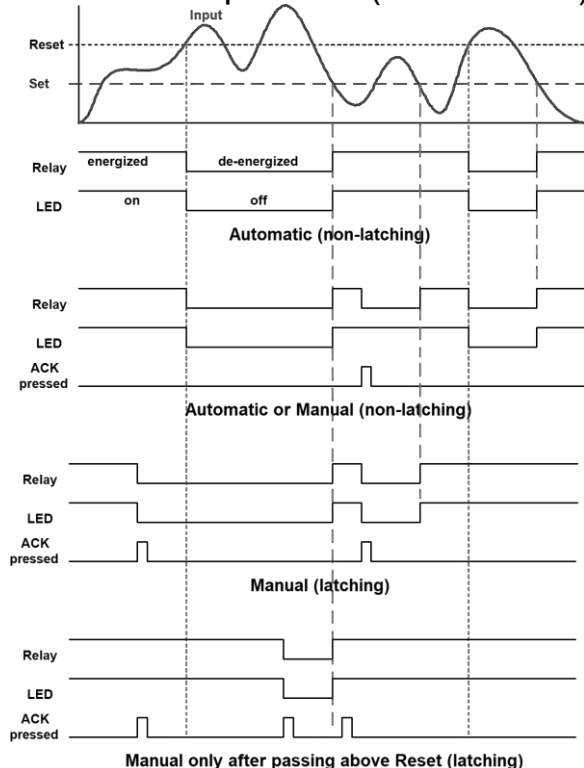 Input
Reset
Set
Relay energized de-energized
LED on off
Automatic (non-latching)
Relay
LED
ACK
pressed
Automatic or Manual (non-latching)
Relay
LED
ACK
pressed
Manual (latching)
Relay
LED
ACK
pressed
Manual only after passing above Reset (latching)